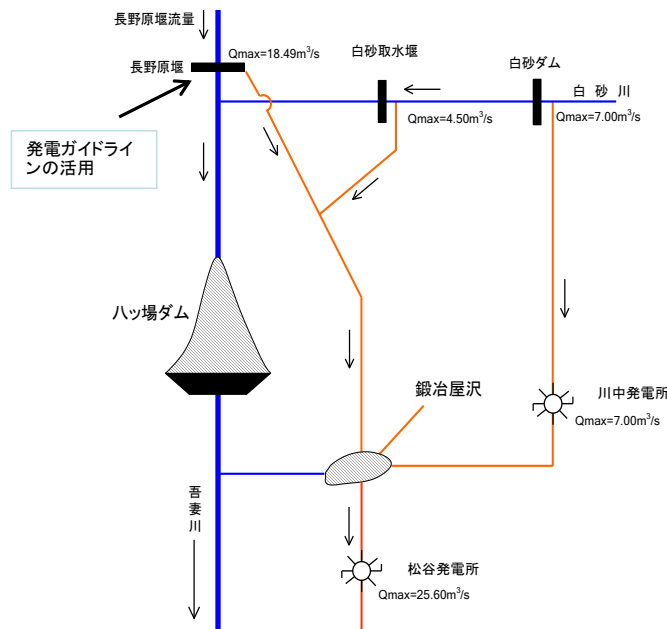 長野原堰流量
Qmax=18.49m³/s
長野原堰
白砂取水堰
白砂ダム
白 砂 川
Qmax=4.50m³/s
Qmax=7.00m³/s
発電ガイドライ
ンの活用
八ッ場ダム
鍛冶屋沢
川中発電所
Qmax=7.00m³/s
吾妻川
松谷発電所
Qmax=25.60m³/s